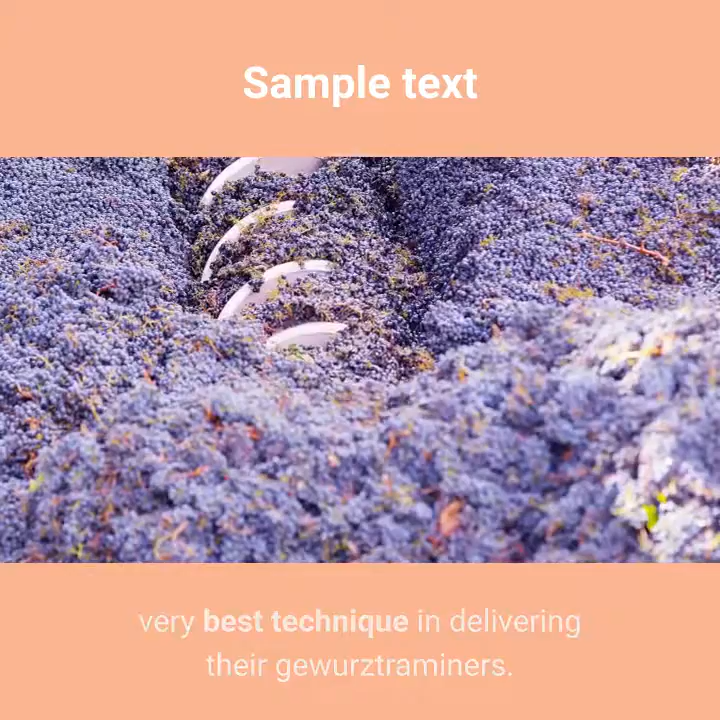 Sample text
very best technique in delivering
their gewurztraminers.